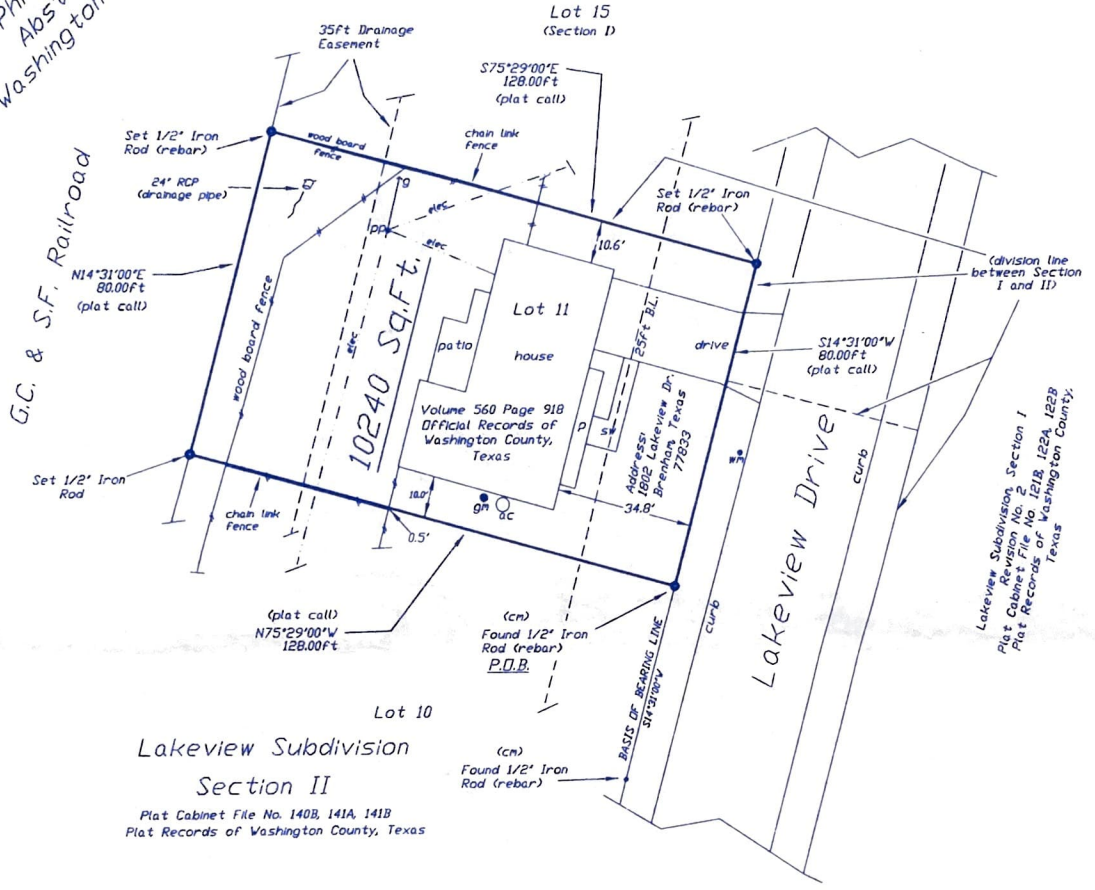 Abs
Washington
Lot 15
(Section I)
35ft Drainage
Easement
S75°29'00"E
128.00ft
(plat call)
Set 1/2" Iron
Rod (rebar)
wood board
fence
chain link
fence
24" RCP
(drainage pipe)
Set 1/2" Iron
Rod (rebar)
G.C. & S.F. Railroad
N14°31'00"E
80.00ft
(plat call)
g
elec
pp
elec
10.6'
(division line
between Section
I and II)
wood board fence
elec
10240 Sq.Ft.
patio
Lot 11
house
25ft B.L.
drive
S14°31'00"W
80.00ft
(plat call)
Volume 560 Page 918
Official Records of
Washington County,
Texas
P
sw
Address:
1802 Lakeview Dr.
Brenham, Texas
77833
wm
Lakeview Drive
curb
curb
Lakeview Subdivision, Section I
Revision No. 2
Plat Cabinet File No. 121B, 122A, 122B
Plat Records of Washington County,
Texas
Set 1/2" Iron
Rod
chain link
fence
10.0'
gm
ac
34.8'
0.5'
(plat call)
N75°29'00"W
128.00ft
(cm)
Found 1/2" Iron
Rod (rebar)
P.O.B.
BASIS OF BEARING LINE
S14°31'00"W
Lot 10
Lakeview Subdivision
Section II
Plat Cabinet File No. 140B, 141A, 141B
Plat Records of Washington County, Texas
(cm)
Found 1/2" Iron
Rod (rebar)